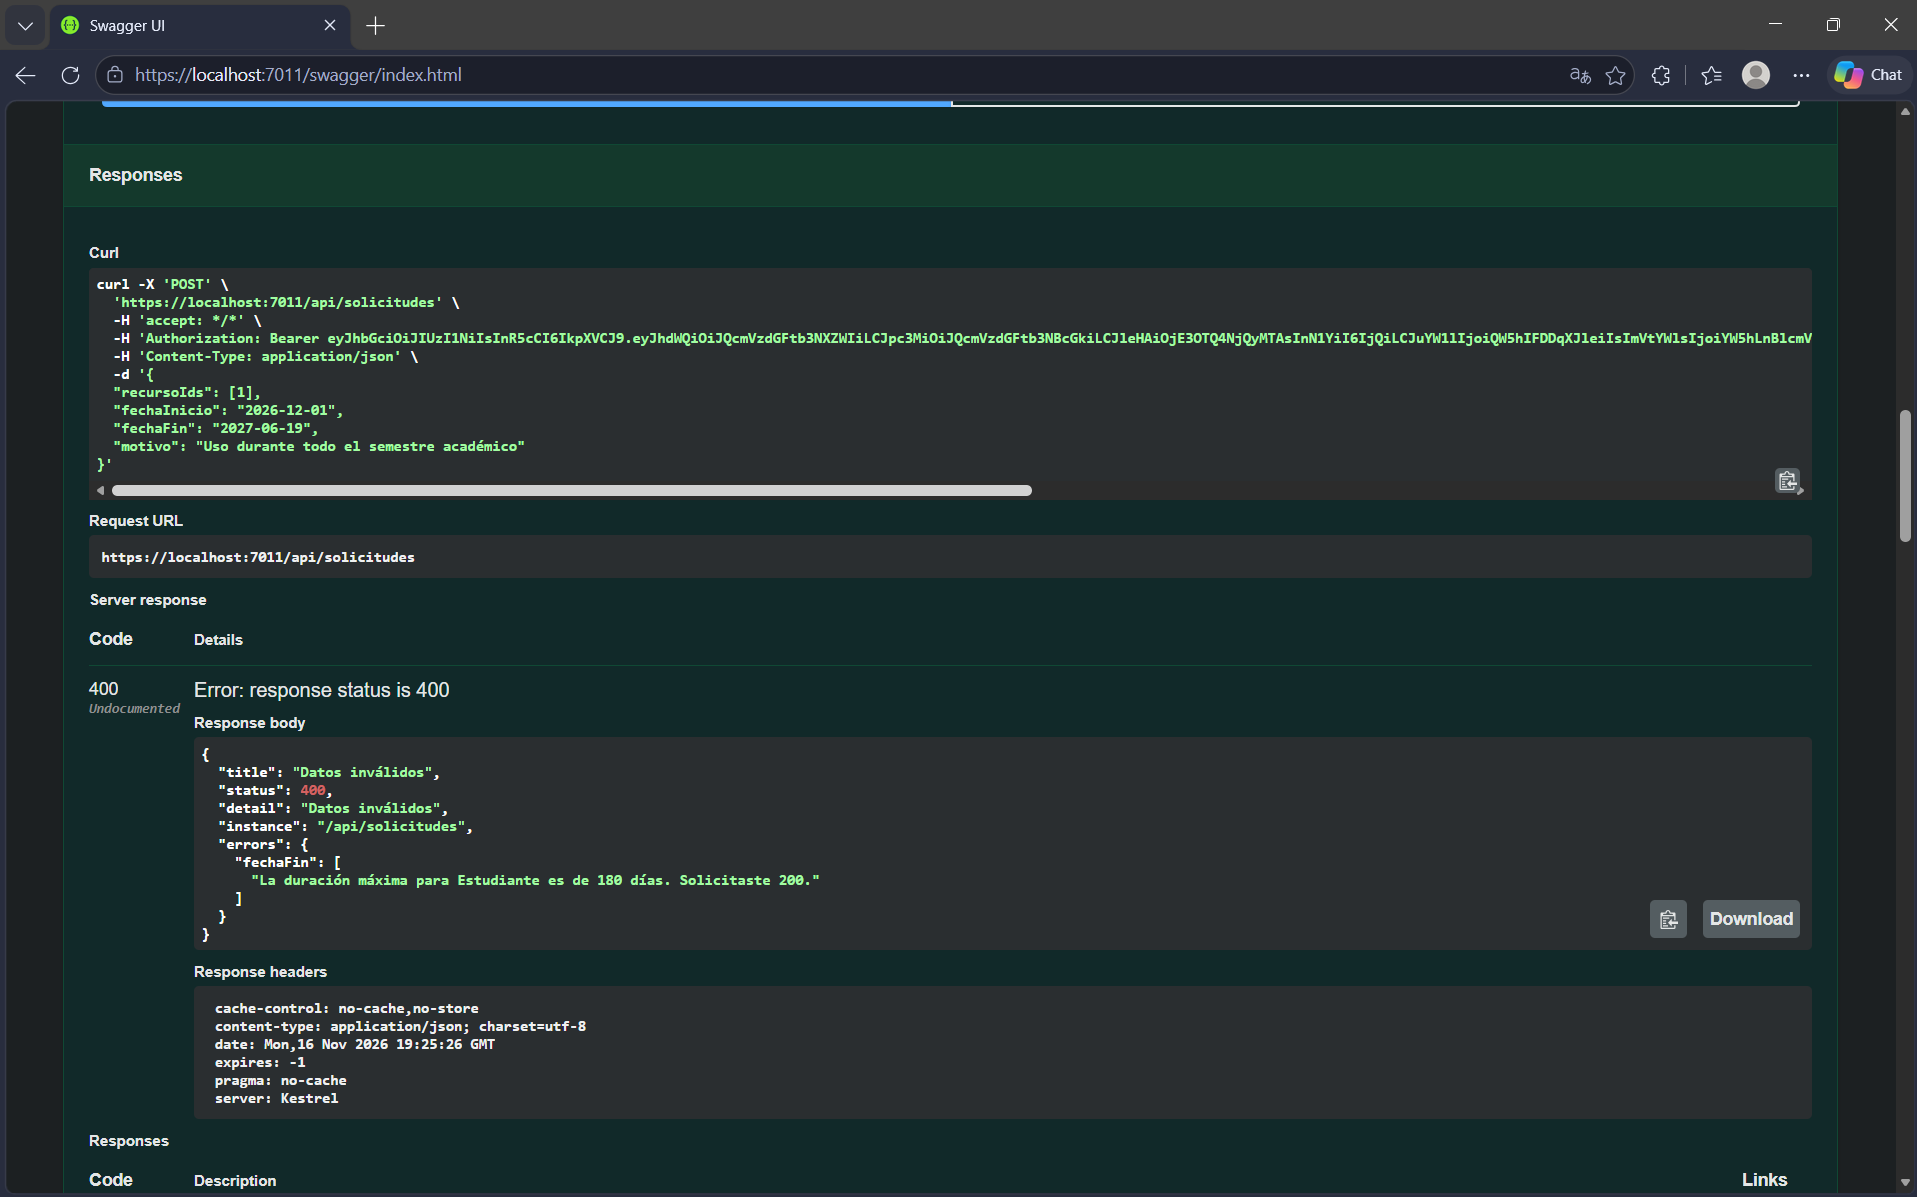 Swagger UI
https://localhost:7011/swagger/index.html
Chat
Responses
Curl
curl -X 'POST' \
'https://localhost:7011/api/solicitudes' \
-H 'accept: */*' \
-H 'Authorization: Bearer eyJhbGciOiJIUzI1NiIsInR5cCI6IkpXVCJ9.eyJhdWQiOiJQcmVzdGFtb3NXZWIiLCJpc3MiOiJQcmVzdGFtb3NBcGkiLCJleHAiOjE3OTQ4NjQyMTAsInN1YiI6IjQiLCJuYW1lIjoiQW5hIFDDqXJleiIsImVtYWlsIjoiYW5hLnBlcmV
-H 'Content-Type: application/json' \
-d '{
"recursoIds": [1],
"fechaInicio": "2026-12-01",
"fechaFin": "2027-06-19",
"motivo": "Uso durante todo el semestre académico"
}'
Request URL
https://localhost:7011/api/solicitudes
Server response
Code Details
400 Error: response status is 400
Undocumented
Response body
{
"title": "Datos inválidos",
"status": 400,
"detail": "Datos inválidos",
"instance": "/api/solicitudes",
"errors": {
"fechaFin": [
"La duración máxima para Estudiante es de 180 días. Solicitaste 200."
]
}
}
Download
Response headers
cache-control: no-cache,no-store
content-type: application/json; charset=utf-8
date: Mon,16 Nov 2026 19:25:26 GMT
expires: -1
pragma: no-cache
server: Kestrel
Responses
Code Description Links